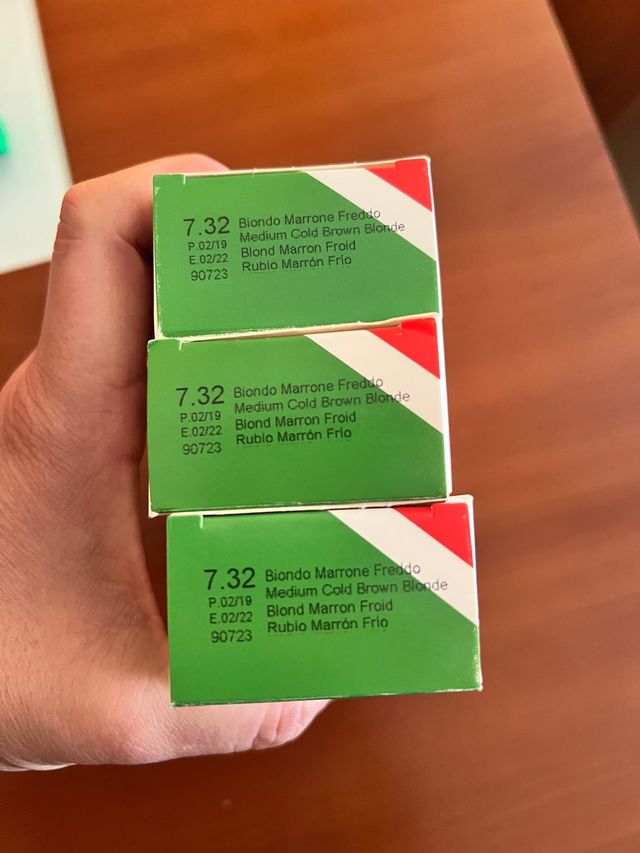 7.32 Biondo Marrone Freddo
P.02/19 Medium Cold Brown Blonde
E.02/22 Blond Marron Froid
90723 Rubio Marrón Frio
7.32 Biondo Marrone Freddo
P.02/19 Medium Cold Brown Blonde
E.02/22 Blond Marron Froid
90723 Rubio Marrón Frio
7.32 Biondo Marrone Freddo
P.02/19 Medium Cold Brown Blonde
E.02/22 Blond Marron Froid
90723 Rubio Marrón Frio